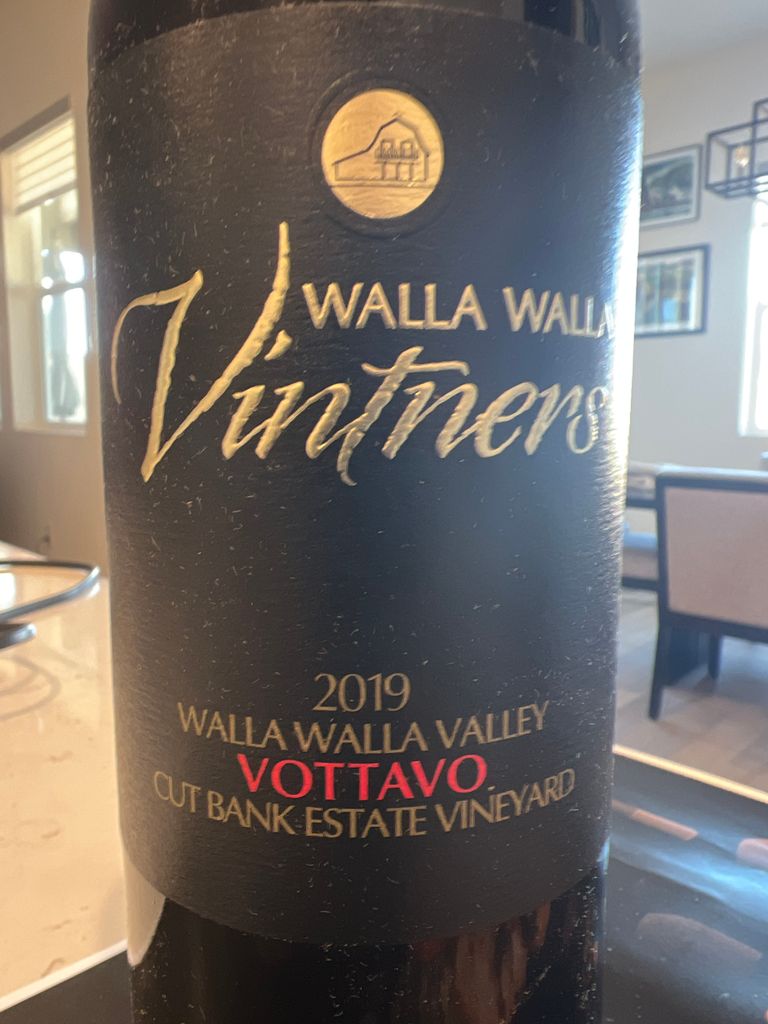 WALLA WALLA
Vintners
2019
WALLA WALLA VALLEY
VOTTAVO
CUT BANK ESTATE VINEYARD